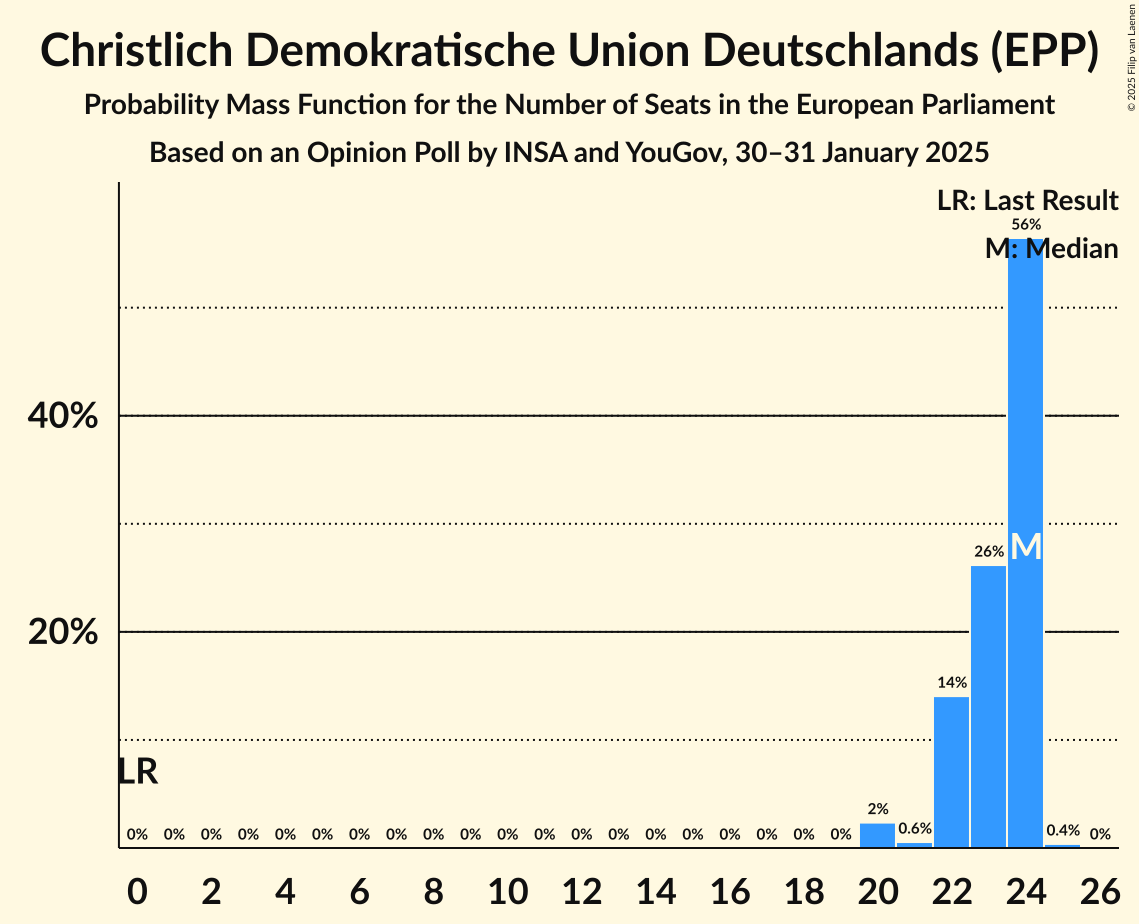 Christlich Demokratische Union Deutschlands (EPP)
Probability Mass Function for the Number of Seats in the European Parliament
Based on an Opinion Poll by INSA and YouGov, 30–31 January 2025
© 2025 Filip van Laenen
LR: Last Result
56%
M: Median
40%
26%
M
20%
14%
LR
2%
0% 0% 0% 0% 0% 0% 0% 0% 0% 0% 0% 0% 0% 0% 0% 0% 0% 0% 0% 0% 0.6% 0.4% 0%
0 2 4 6 8 10 12 14 16 18 20 22 24 26